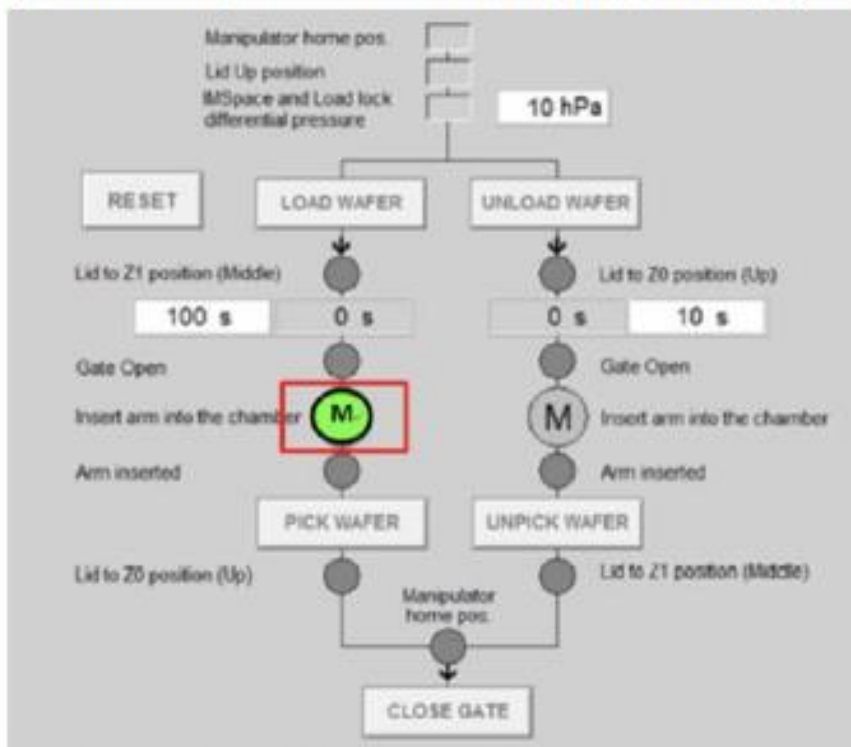 Manipulator home pos.
Lid Up position
IMSpace and Load lock
differential pressure
10 hPa
RESET
LOAD WAFER
UNLOAD WAFER
Lid to Z1 position (Middle)
Lid to Z0 position (Up)
100 s
0 s
0 s
10 s
Gate Open
Gate Open
Insert arm into the chamber
M
M
Insert arm into the chamber
Arm inserted
Arm inserted
PICK WAFER
UNPICK WAFER
Lid to Z0 position (Up)
Lid to Z1 position (Middle)
Manipulator
home pos.
CLOSE GATE